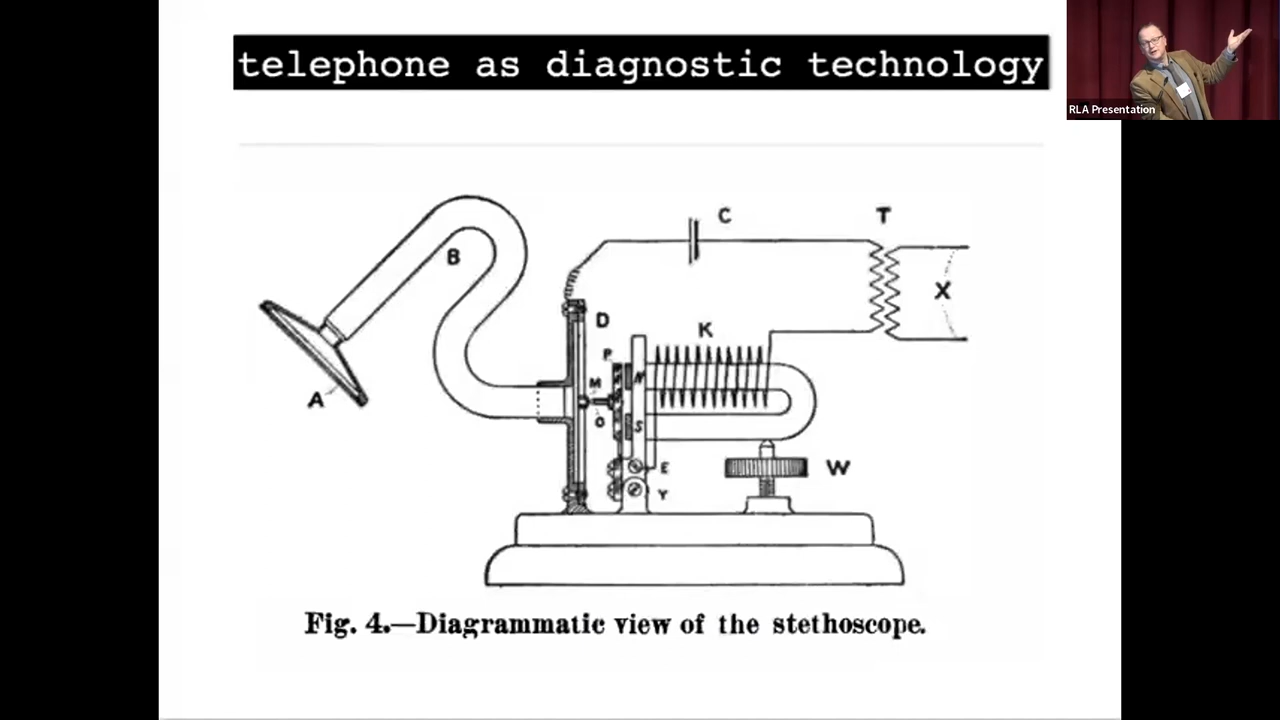 telephone as diagnostic technology
RLA Presentation
C
T
B
X
D
K
P
M
N
A
O
S
E
W
Y
Fig. 4.—Diagrammatic view of the stethoscope.